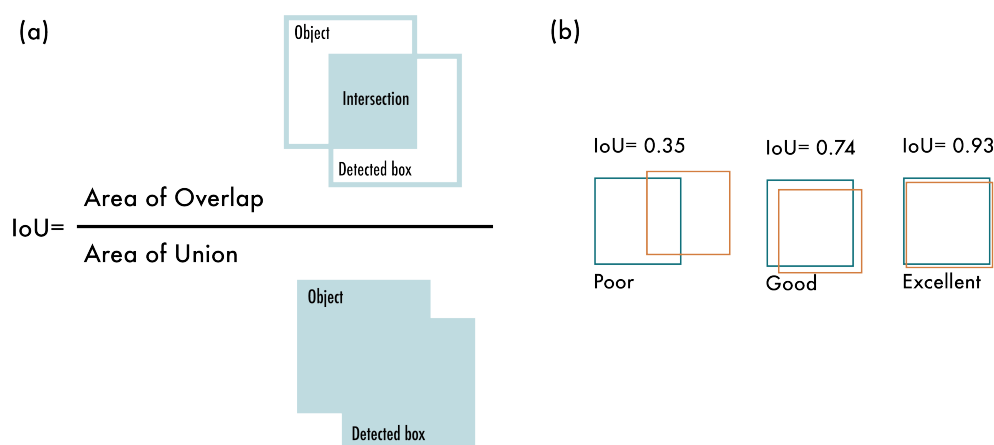 (a)
Object
Intersection
Detected box
Area of Overlap
IoU=
Area of Union
Object
Detected box
(b)
IoU= 0.35
IoU= 0.74
IoU= 0.93
Poor
Good
Excellent